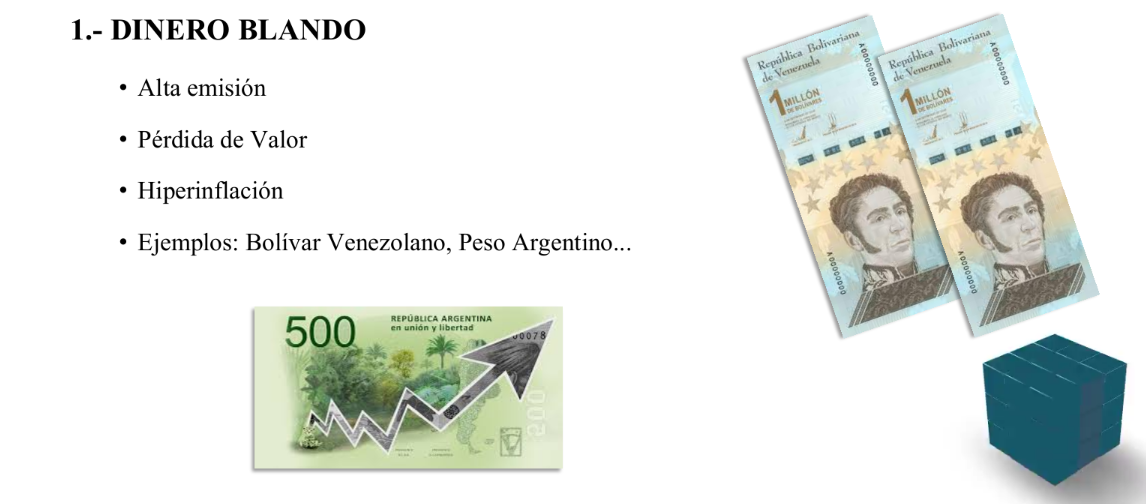 1.- DINERO BLANDO
• Alta emisión
• Pérdida de Valor
• Hiperinflación
• Ejemplos: Bolívar Venezolano, Peso Argentino...
República Bolivariana
de Venezuela
A00000000
1 MILLÓN
DE BOLÍVARES
A00000000
República Bolivariana
de Venezuela
A00000000
1 MILLÓN
DE BOLÍVARES
A00000000
500
REPÚBLICA ARGENTINA
en unión y libertad
00078
500